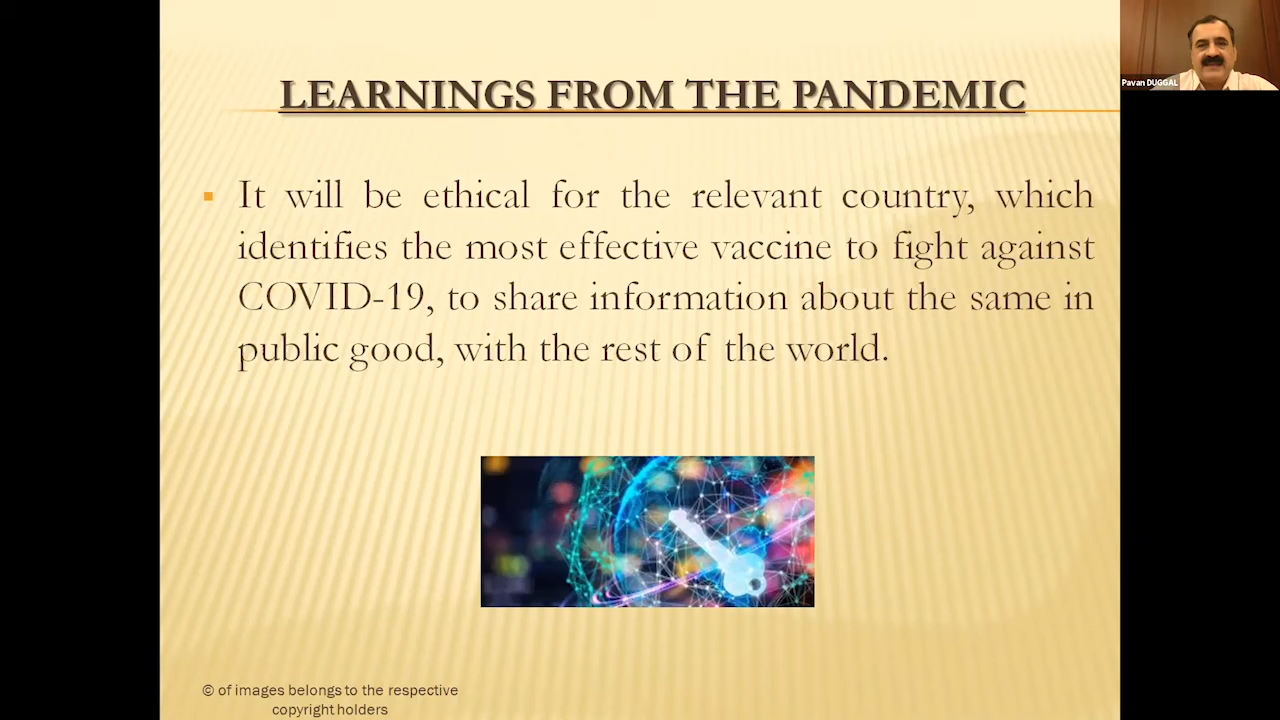 LEARNINGS FROM THE PANDEMIC
Pavan DUGGAL
▪ It will be ethical for the relevant country, which
identifies the most effective vaccine to fight against
COVID-19, to share information about the same in
public good, with the rest of the world.
© of images belongs to the respective
copyright holders